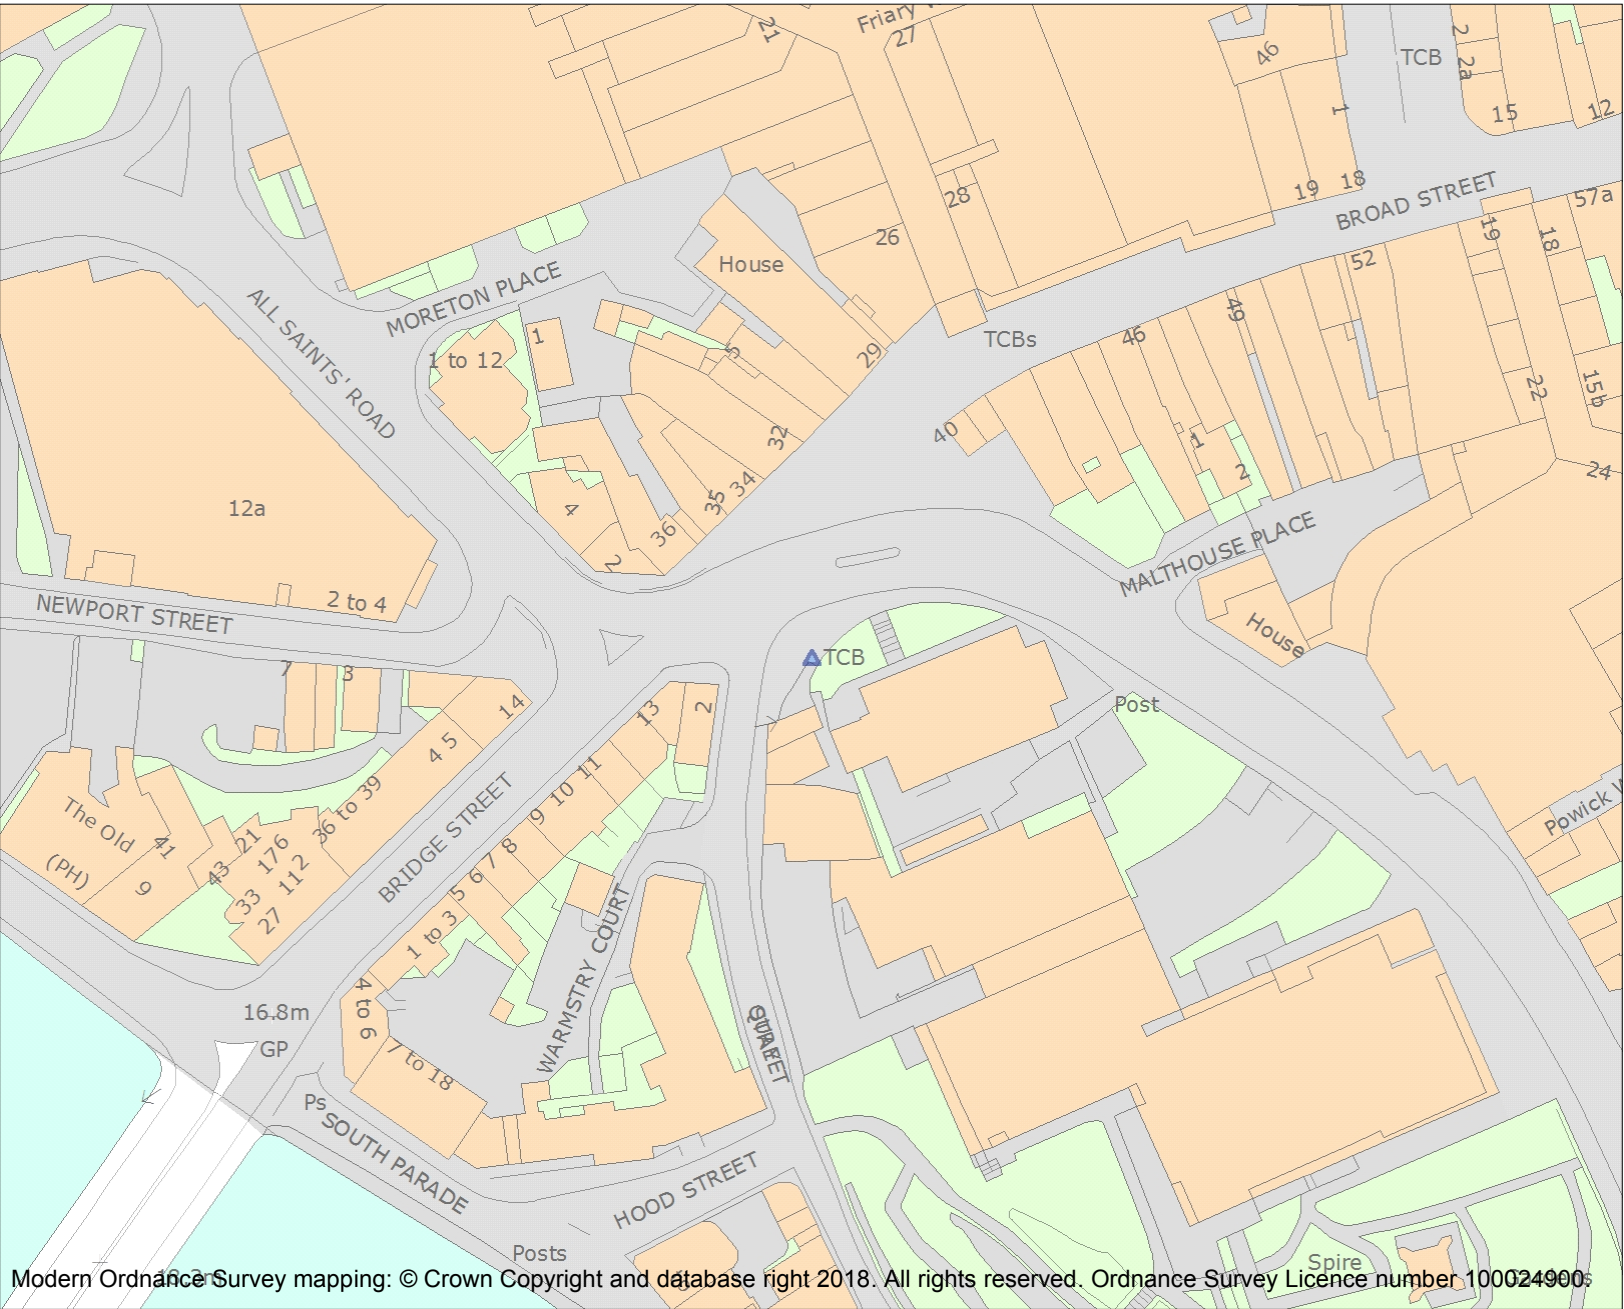 21
Friary
27
46
TCB
2
2a
15
12
1
28
19
18
BROAD STREET
57a
26
House
MORETON PLACE
ALL SAINTS' ROAD
1 to 12
1
5
29
TCBs
46
49
52
19
18
22
15b
24
40
32
34
35
36
4
2
1
2
12a
MALTHOUSE PLACE
House
NEWPORT STREET
2 to 4
7
3
14
4 5
13
2
TCB
Post
BRIDGE STREET
11
10
9
8
7
6
5
1 to 3
The Old
(PH)
41
9
43
21
176
112
33
27
36 to 39
Powick
WARMSTRY COURT
4 to 6
7 to 18
16.8m
GP
Ps
SOUTH PARADE
QUAY
STREET
HOOD STREET
Posts
Spire
Gardens
Modern Ordnance Survey mapping: © Crown Copyright and database right 2018. All rights reserved. Ordnance Survey Licence number 100024900.